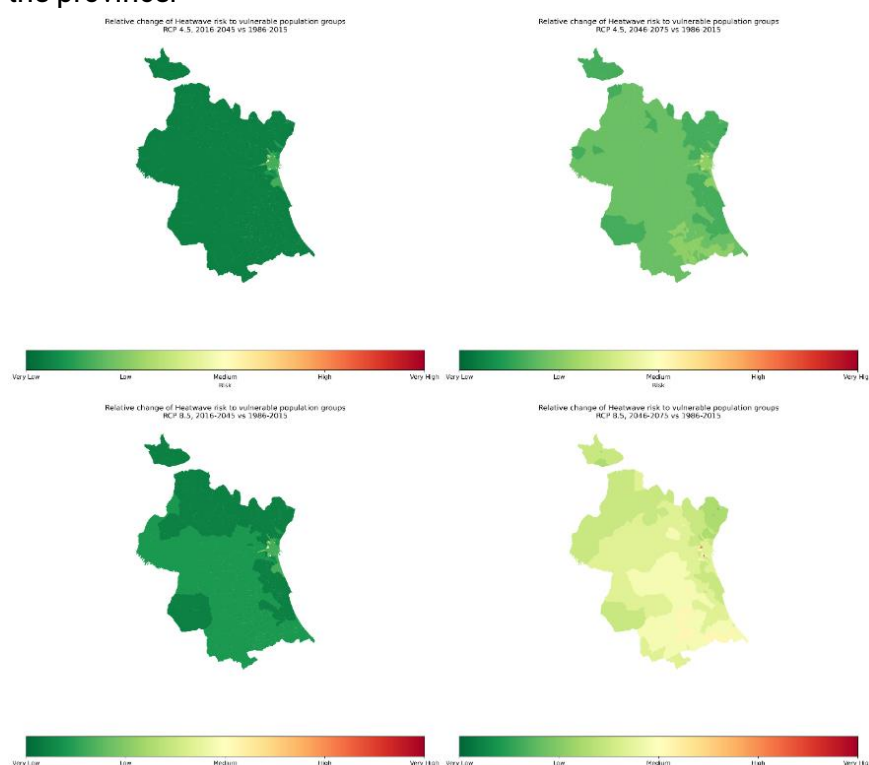 the province.
Relative change of Heatwave risk to vulnerable population groups
RCP 4.5, 2016-2045 vs 1986-2015
Relative change of Heatwave risk to vulnerable population groups
RCP 4.5, 2046-2075 vs 1986-2015
Very Low Low Medium High Very High
Risk
Very Low Low Medium High Very High
Risk
Relative change of Heatwave risk to vulnerable population groups
RCP 8.5, 2016-2045 vs 1986-2015
Relative change of Heatwave risk to vulnerable population groups
RCP 8.5, 2046-2075 vs 1986-2015
Very Low Low Medium High Very High
Very Low Low Medium High Very High